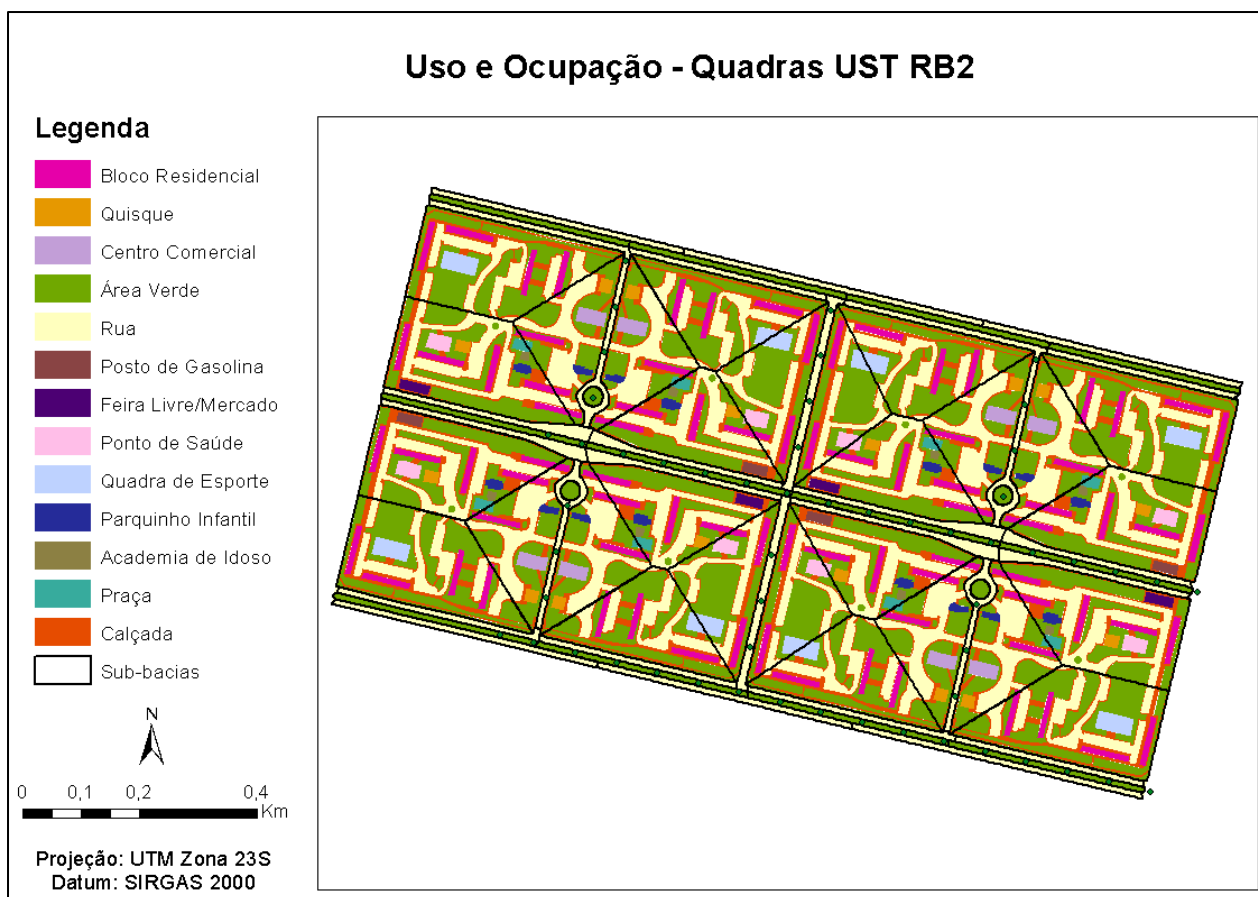 Uso e Ocupação - Quadras UST RB2
Legenda
Bloco Residencial
Quisque
Centro Comercial
Área Verde
Rua
Posto de Gasolina
Feira Livre/Mercado
Ponto de Saúde
Quadra de Esporte
Parquinho Infantil
Academia de Idoso
Praça
Calçada
Sub-bacias
N
0 0,1 0,2 0,4
Km
Projeção: UTM Zona 23S
Datum: SIRGAS 2000